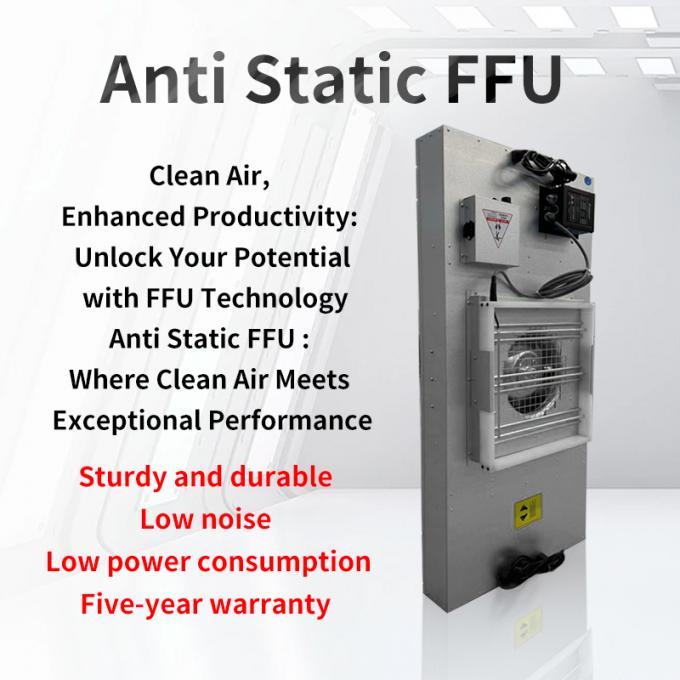 Anti Static FFU
Clean Air,
Enhanced Productivity:
Unlock Your Potential
with FFU Technology
Anti Static FFU :
Where Clean Air Meets
Exceptional Performance
Sturdy and durable
Low noise
Low power consumption
Five-year warranty